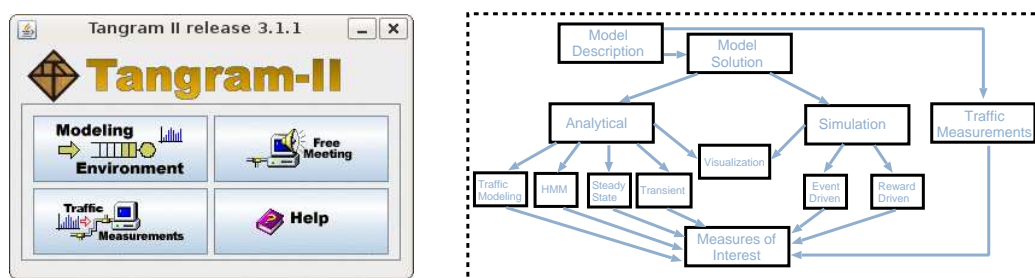 Tangram II release 3.1.1
Tangram-II
Modeling
Environment
Free
Meeting
Traffic
Measurements
Help
Model
Description
Model
Solution
Analytical
Simulation
Traffic
Measurements
Visualization
Traffic
Modeling
HMM
Steady
State
Transient
Event
Driven
Reward
Driven
Measures of
Interest